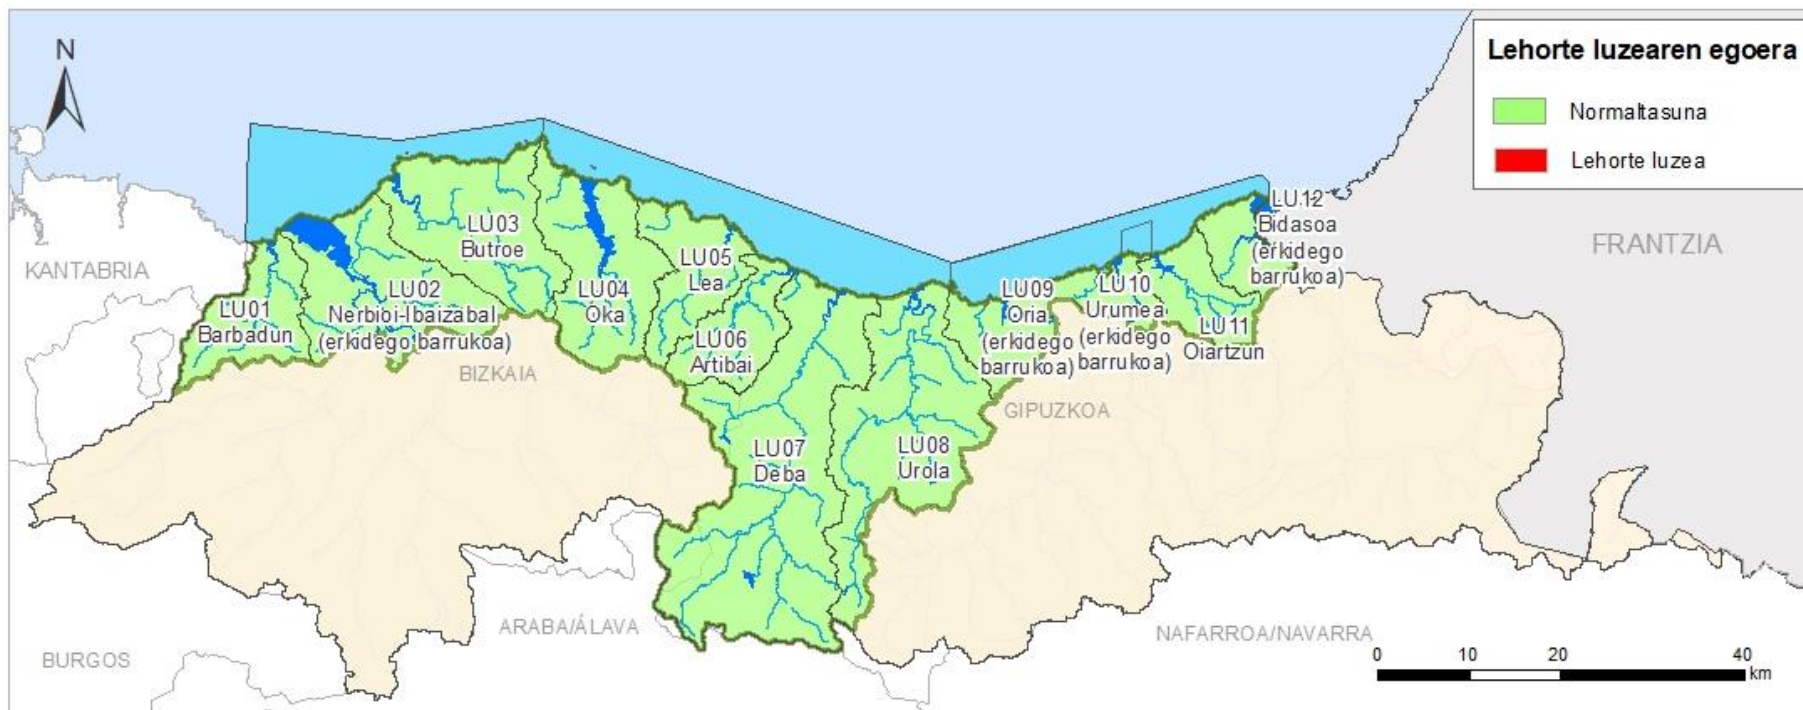 N
Lehorte luzearen egoera
Normaltasuna
Lehorte luzea
KANTABRIA
FRANTZIA
LU01
Barbadun
LU02
Nerbioi-Ibaizabal
(erkidego barrukoa)
LU03
Butroe
LU04
Oka
LU05
Lea
LU06
Artibai
LU07
Deba
LU08
Urola
LU09
Oria
(erkidego
barrukoa)
LU10
Urumea
(erkidego
barrukoa)
LU11
Oiartzun
LU12
Bidasoa
(erkidego
barrukoa)
BIZKAIA
GIPUZKOA
ARABA/ÁLAVA
NAFARROA/NAVARRA
BURGOS
0 10 20 40
km